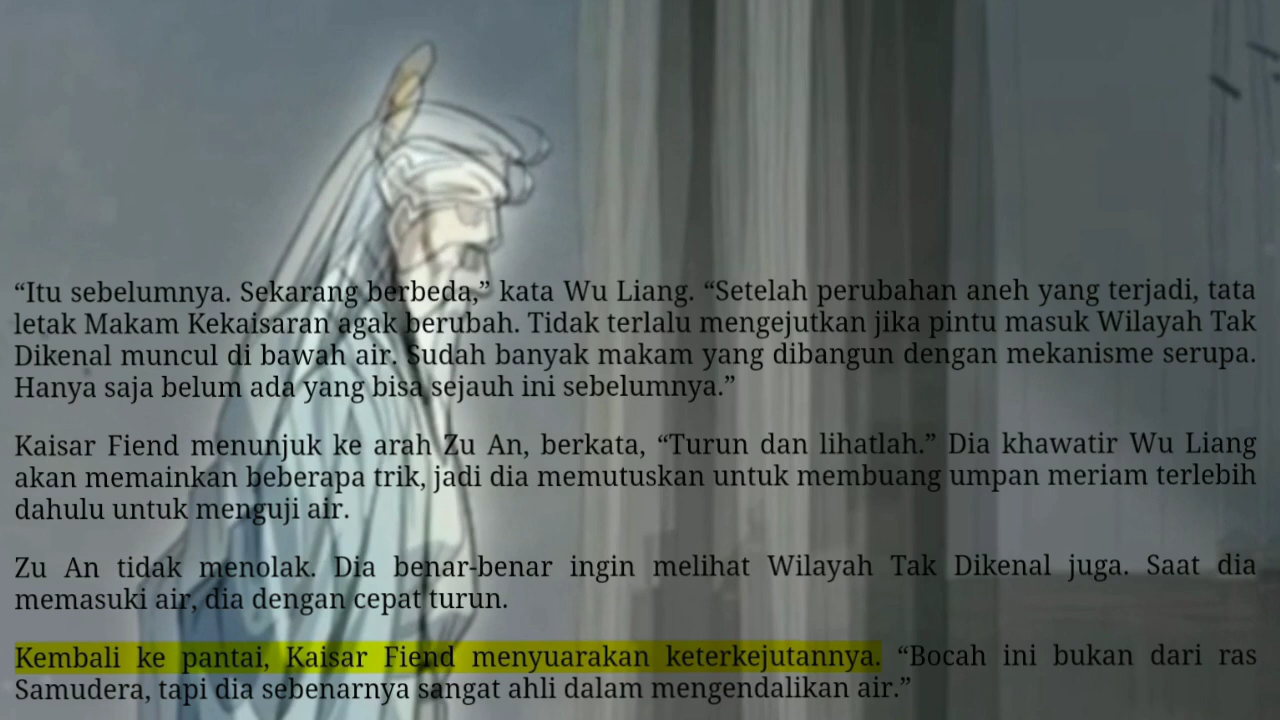 “Itu sebelumnya. Sekarang berbeda,” kata Wu Liang. “Setelah perubahan aneh yang terjadi, tata
letak Makam Kekaisaran agak berubah. Tidak terlalu mengejutkan jika pintu masuk Wilayah Tak
Dikenal muncul di bawah air. Sudah banyak makam yang dibangun dengan mekanisme serupa.
Hanya saja belum ada yang bisa sejauh ini sebelumnya.”
Kaisar Fiend menunjuk ke arah Zu An, berkata, “Turun dan lihatlah.” Dia khawatir Wu Liang
akan memainkan beberapa trik, jadi dia memutuskan untuk membuang umpan meriam terlebih
dahulu untuk menguji air.
Zu An tidak menolak. Dia benar-benar ingin melihat Wilayah Tak Dikenal juga. Saat dia
memasuki air, dia dengan cepat turun.
Kembali ke pantai, Kaisar Fiend menyuarakan keterkejutannya. “Bocah ini bukan dari ras
Samudera, tapi dia sebenarnya sangat ahli dalam mengendalikan air.”